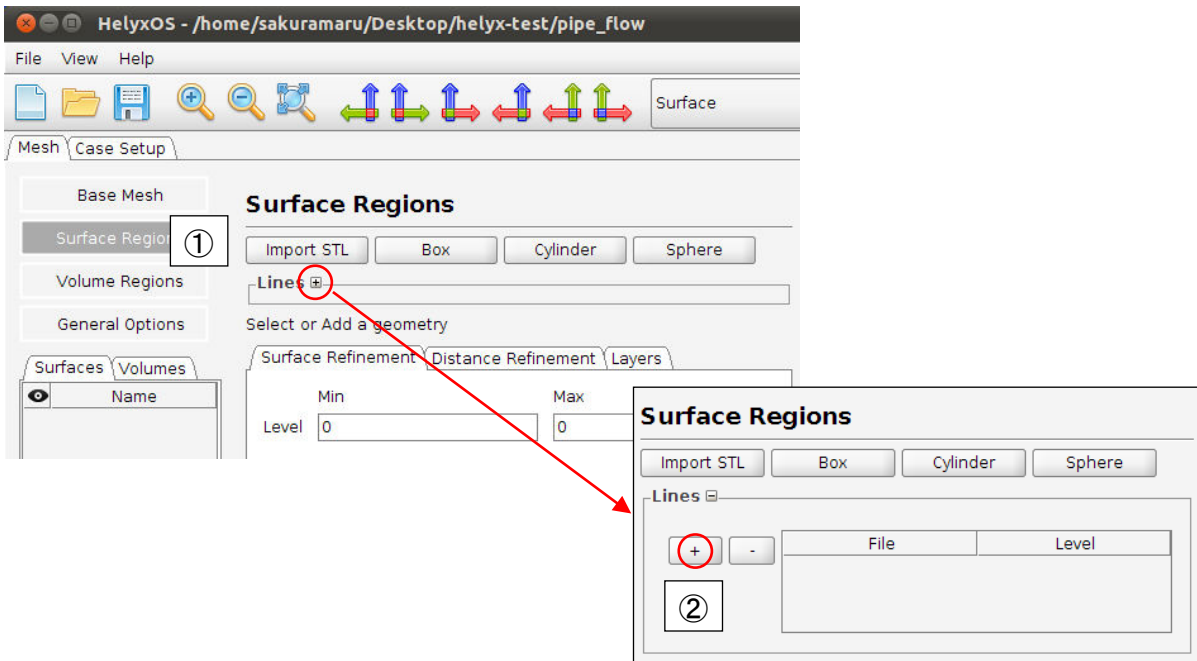 HelyxOS - /home/sakuramaru/Desktop/helyx-test/pipe_flow
File View Help
Surface
Mesh Case Setup
Base Mesh
Surface Region
①
Volume Regions
General Options
Surfaces Volumes
Name
Surface Regions
Import STL Box Cylinder Sphere
Lines
Select or Add a geometry
Surface Refinement Distance Refinement Layers
Min Max
Level 0 0
Surface Regions
Import STL Box Cylinder Sphere
Lines
+ - File Level
②